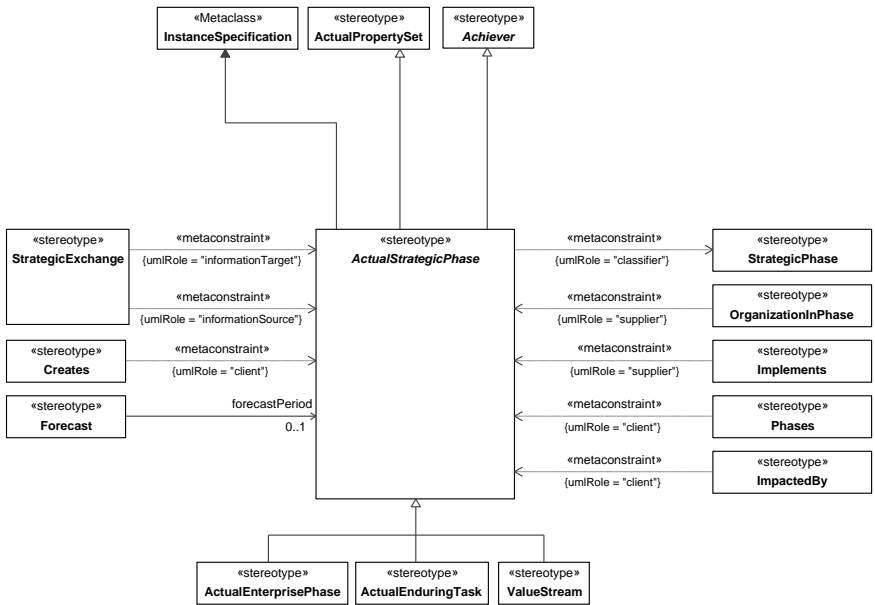 «Metaclass»
InstanceSpecification
«stereotype»
ActualPropertySet
«stereotype»
Achiever
«stereotype»
StrategicExchange
«metaconstraint»
{umlRole = "informationTarget"}
«metaconstraint»
{umlRole = "informationSource"}
«stereotype»
Creates
«metaconstraint»
{umlRole = "client"}
«stereotype»
Forecast
forecastPeriod
0..1
«stereotype»
ActualStrategicPhase
«metaconstraint»
{umlRole = "classifier"}
«stereotype»
StrategicPhase
«metaconstraint»
{umlRole = "supplier"}
«stereotype»
OrganizationInPhase
«metaconstraint»
{umlRole = "supplier"}
«stereotype»
Implements
«metaconstraint»
{umlRole = "client"}
«stereotype»
Phases
«metaconstraint»
{umlRole = "client"}
«stereotype»
ImpactedBy
«stereotype»
ActualEnterprisePhase
«stereotype»
ActualEnduringTask
«stereotype»
ValueStream